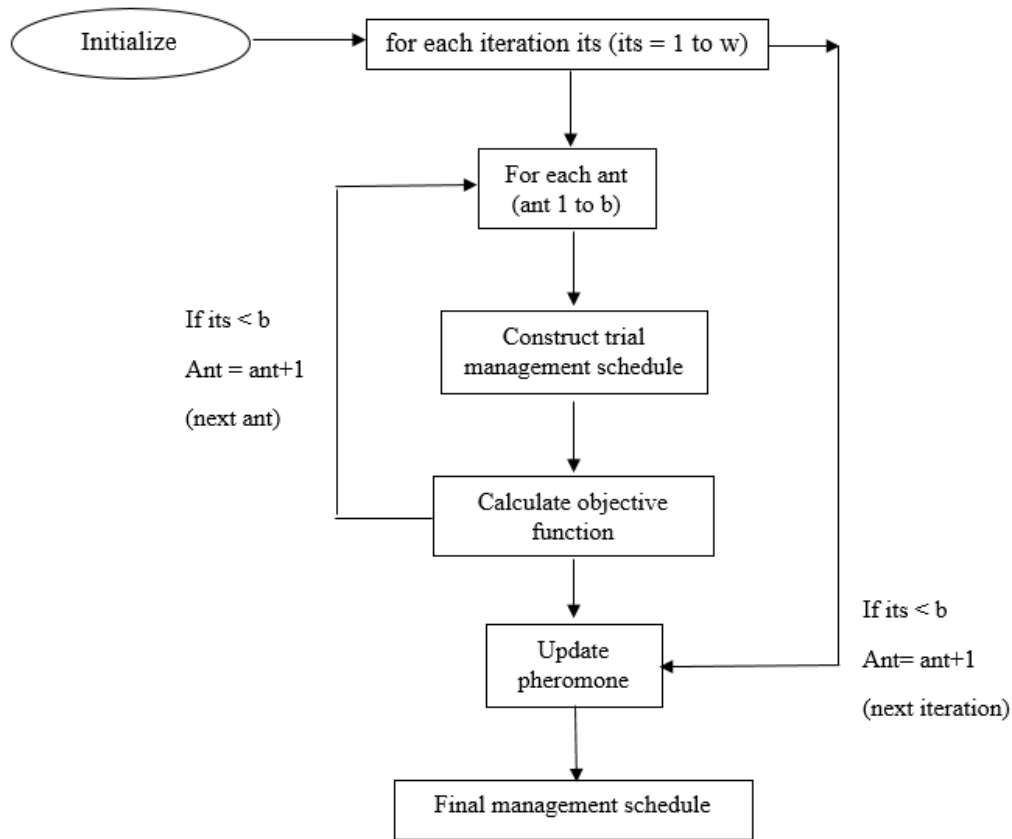 Initialize
for each iteration its (its = 1 to w)
For each ant
(ant 1 to b)
If its < b
Ant = ant+1
(next ant)
Construct trial
management schedule
Calculate objective
function
If its < b
Ant= ant+1
(next iteration)
Update
pheromone
Final management schedule